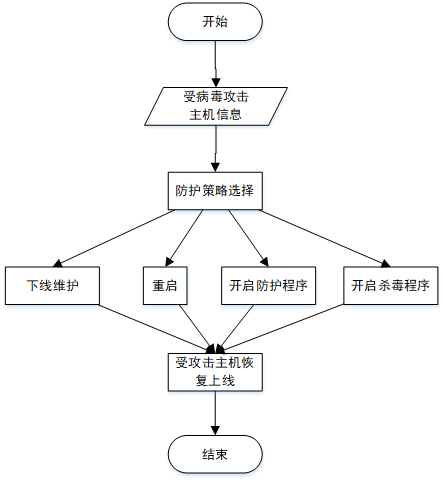 开始
受病毒攻击
主机信息
防护策略选择
下线维护
重启
开启防护程序
开启杀毒程序
受攻击主机恢
复上线
结束